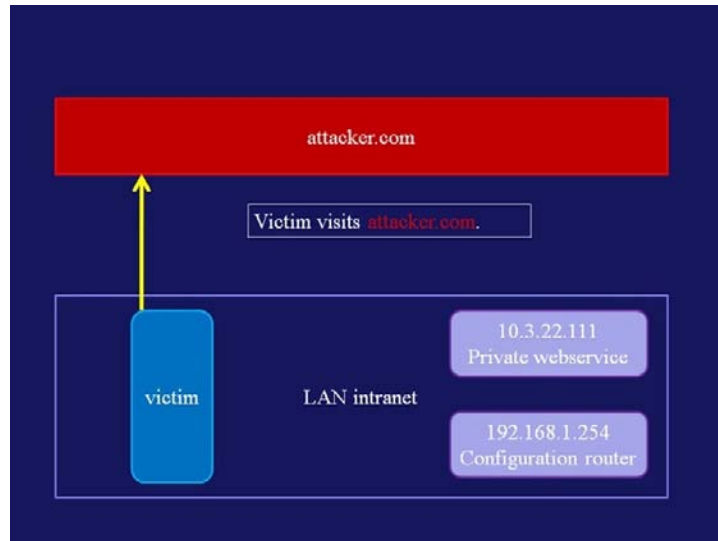 attacker.com
Victim visits attacker.com.
10.3.22.111
Private webservice
victim
LAN intranet
192.168.1.254
Configuration router